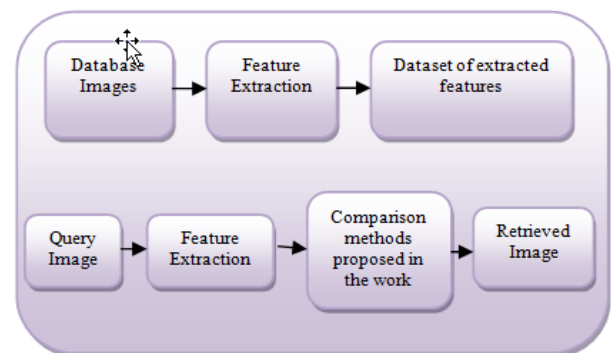 Database
Images
Feature
Extraction
Dataset of extracted
features
Query
Image
Feature
Extraction
Comparison
methods
proposed in
the work
Retrieved
Image